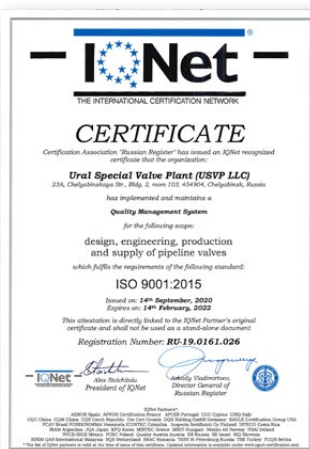 IQNet
THE INTERNATIONAL CERTIFICATION NETWORK
CERTIFICATE
Certification Association "Russian Register" has issued an IQNet recognized
certificate that the organization:
Ural Special Valve Plant (USVP LLC)
23A, Chelyabinskaya Str., Bldg. 2, room 103, 454904, Chelyabinsk, Russia
has implemented and maintains a
Quality Management System
for the following scope:
design, engineering, production
and supply of pipeline valves
which fulfils the requirements of the following standard:
ISO 9001:2015
Issued on: 14th September, 2020
Expires on: 14th February, 2022
This attestation is directly linked to the IQNet Partner's original
certificate and shall not be used as a stand-alone document
Registration Number: RU-19.0161.026
IQNet
Alex Stoichitoiu
President of IQNet
Arkady Vladimirtsev,
Director General of
Russian Register
IQNet Partners*: